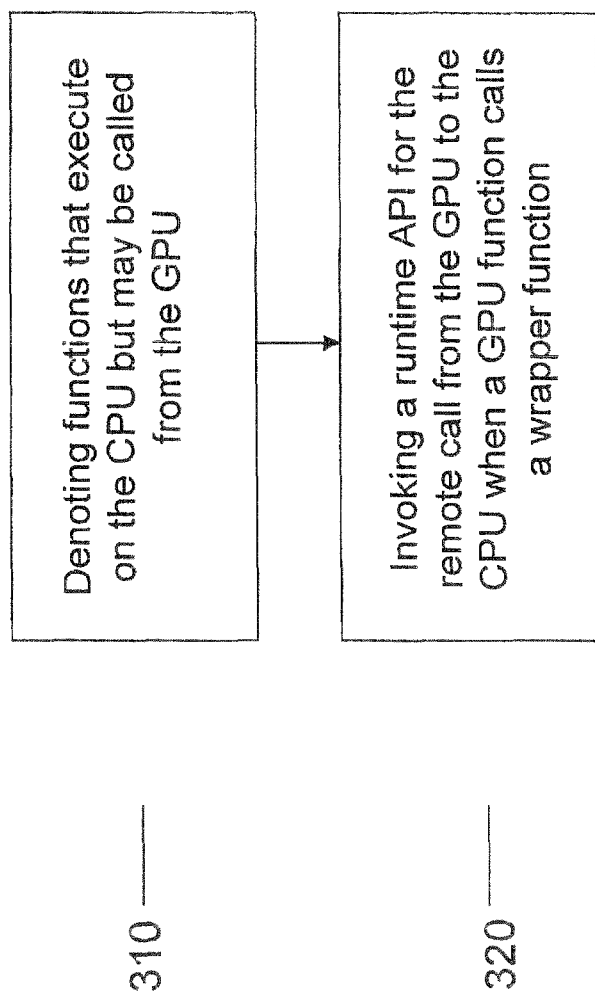 310
Denoting functions that execute
on the CPU but may be called
from the GPU
320
Invoking a runtime API for the
remote call from the GPU to the
CPU when a GPU function calls
a wrapper function